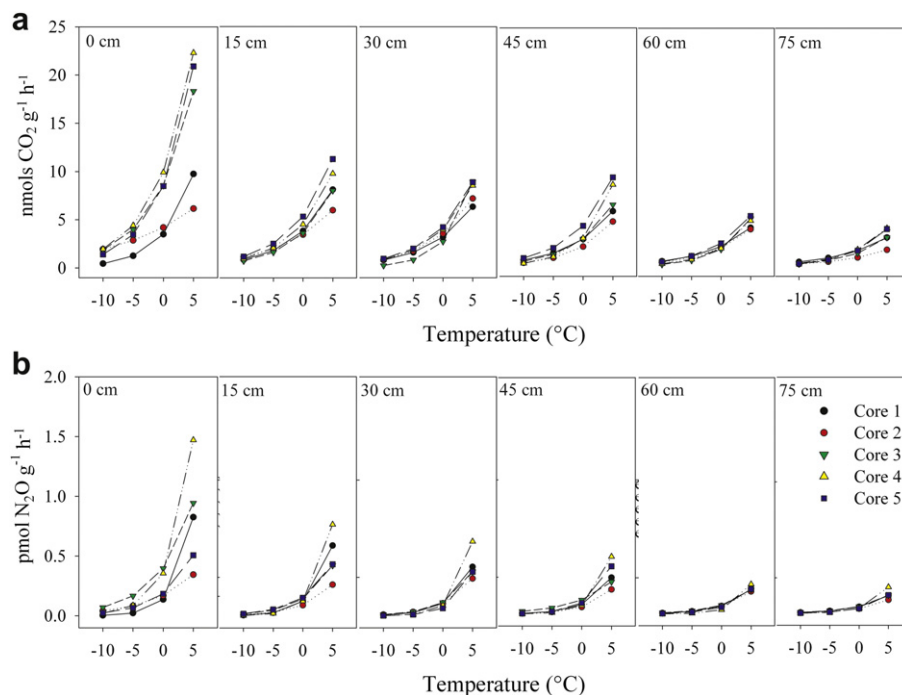 a
0 cm 15 cm 30 cm 45 cm 60 cm 75 cm
25
20
15
10
5
0
nmols CO₂ g⁻¹ h⁻¹
-10 -5 0 5 -10 -5 0 5 -10 -5 0 5 -10 -5 0 5 -10 -5 0 5 -10 -5 0 5
Temperature (°C)
b
0 cm 15 cm 30 cm 45 cm 60 cm 75 cm
2.0
1.5
1.0
0.5
0.0
pmol N₂O g⁻¹ h⁻¹
Core 1
Core 2
Core 3
Core 4
Core 5
-10 -5 0 5 -10 -5 0 5 -10 -5 0 5 -10 -5 0 5 -10 -5 0 5 -10 -5 0 5
Temperature (°C)